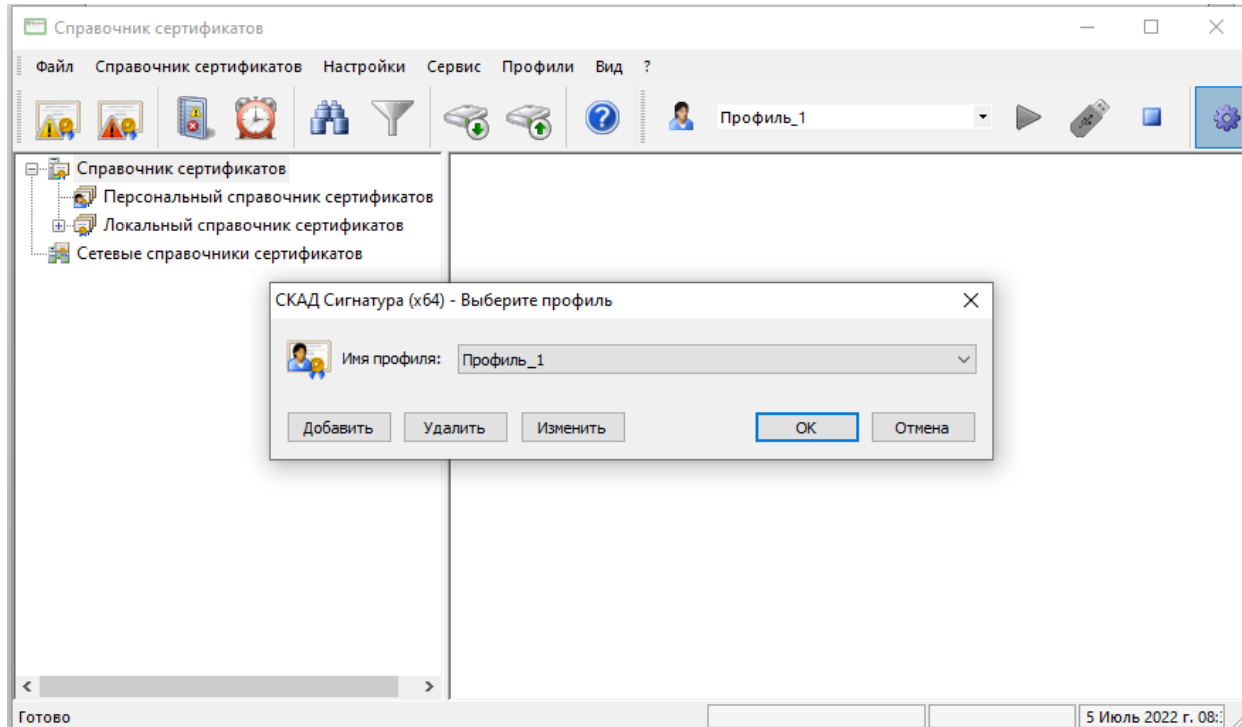 Справочник сертификатов
Файл Справочник сертификатов Настройки Сервис Профили Вид ?
Профиль_1
Справочник сертификатов
Персональный справочник сертификатов
Локальный справочник сертификатов
Сетевые справочники сертификатов
СКАД Сигнатура (x64) - Выберите профиль
Имя профиля: Профиль_1
Добавить Удалить Изменить ОК Отмена
Готово 5 Июль 2022 г. 08: